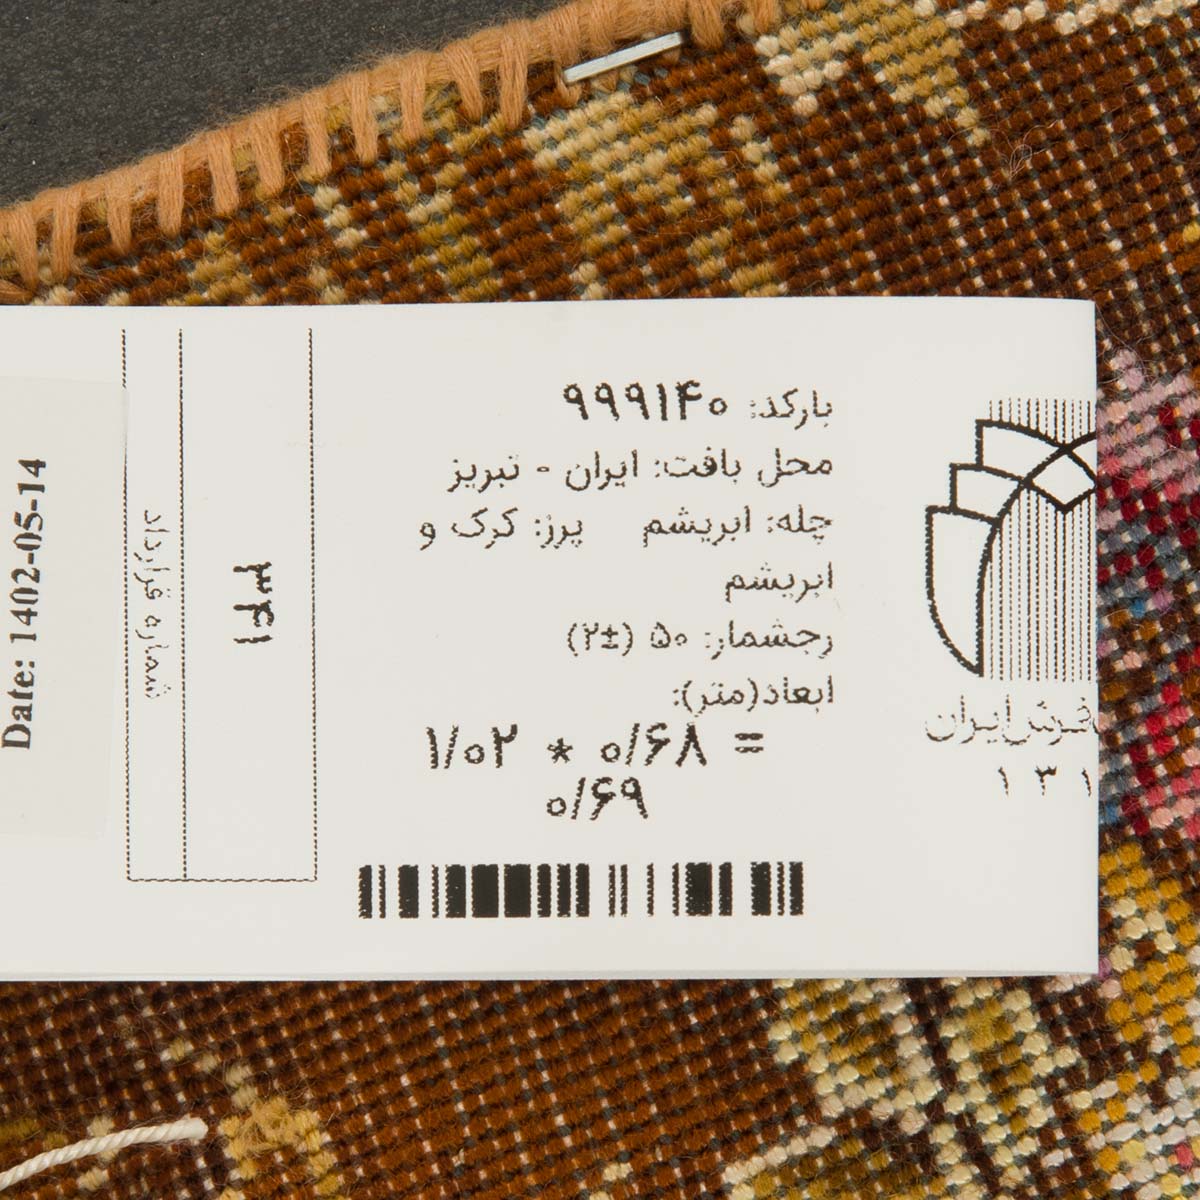 بارکد: ۹۹۹۱۴۰
محل بافت: ایران - تبریز
چله: ابریشم پرز: کرک و
ابریشم
رجشمار: ۵۰ (±۲)
ابعاد(متر):
۱/۰۲ * ۰/۶۸ =
۰/۶۹
فرش ایران
۱۳۱
شماره قرارداد
۳۴۱
Date: 1402-05-14